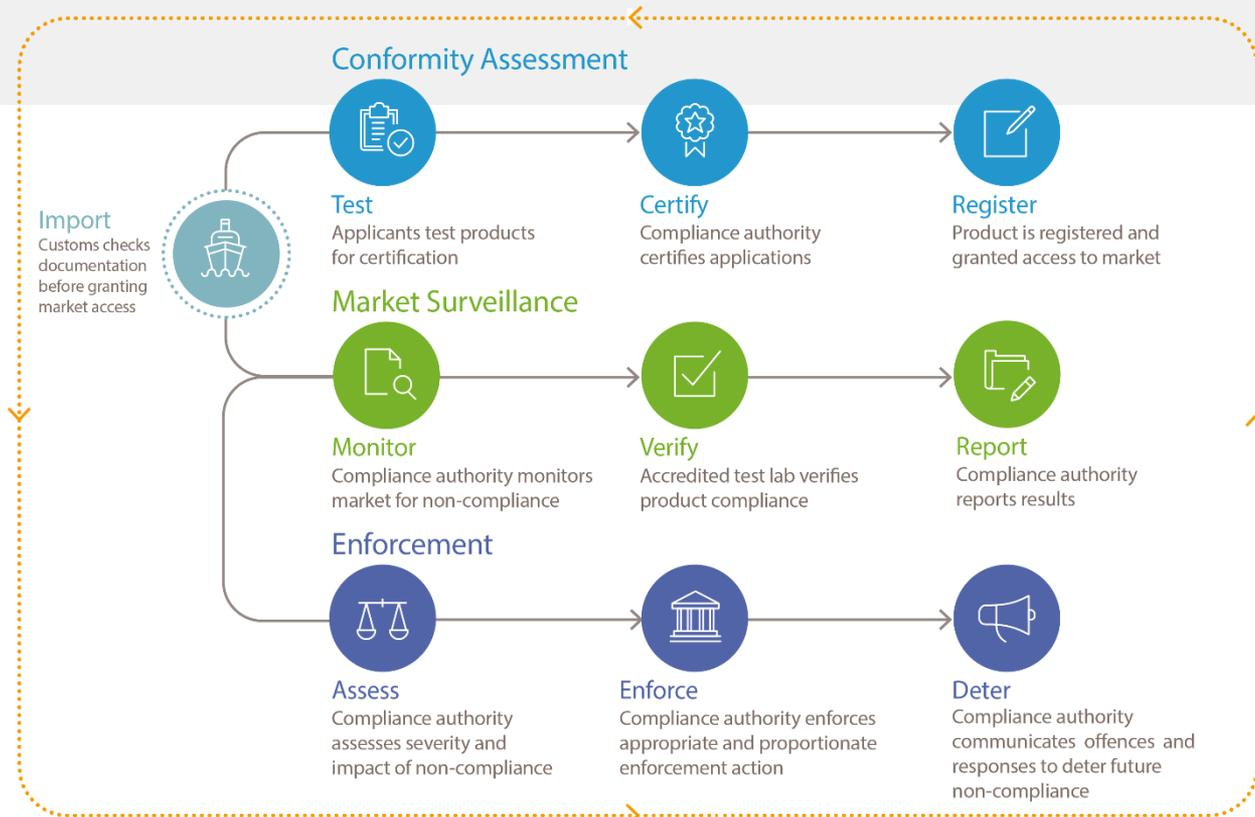 Conformity Assessment
Import
Customs checks
documentation
before granting
market access
Test
Applicants test products
for certification
Certify
Compliance authority
certifies applications
Register
Product is registered and
granted access to market
Market Surveillance
Monitor
Compliance authority monitors
market for non-compliance
Verify
Accredited test lab verifies
product compliance
Report
Compliance authority
reports results
Enforcement
Assess
Compliance authority
assesses severity and
impact of non-compliance
Enforce
Compliance authority enforces
appropriate and proportionate
enforcement action
Deter
Compliance authority
communicates offences and
responses to deter future
non-compliance